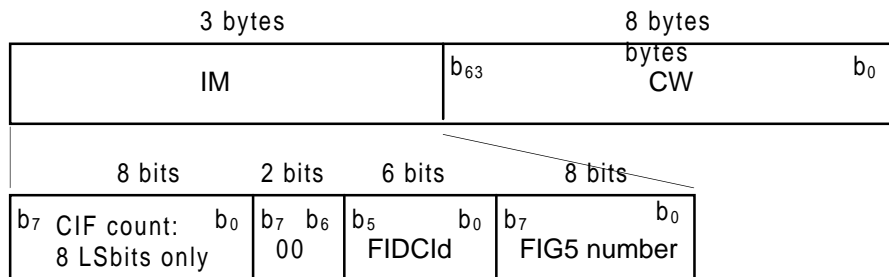 3 bytes 8 bytes
bytes
b63 b0
IM CW
8 bits 2 bits 6 bits 8 bits
b7 CIF count: b0 b7 b6 b5 b0 b7 b0
8 LSbits only 00 FIDCId FIG5 number